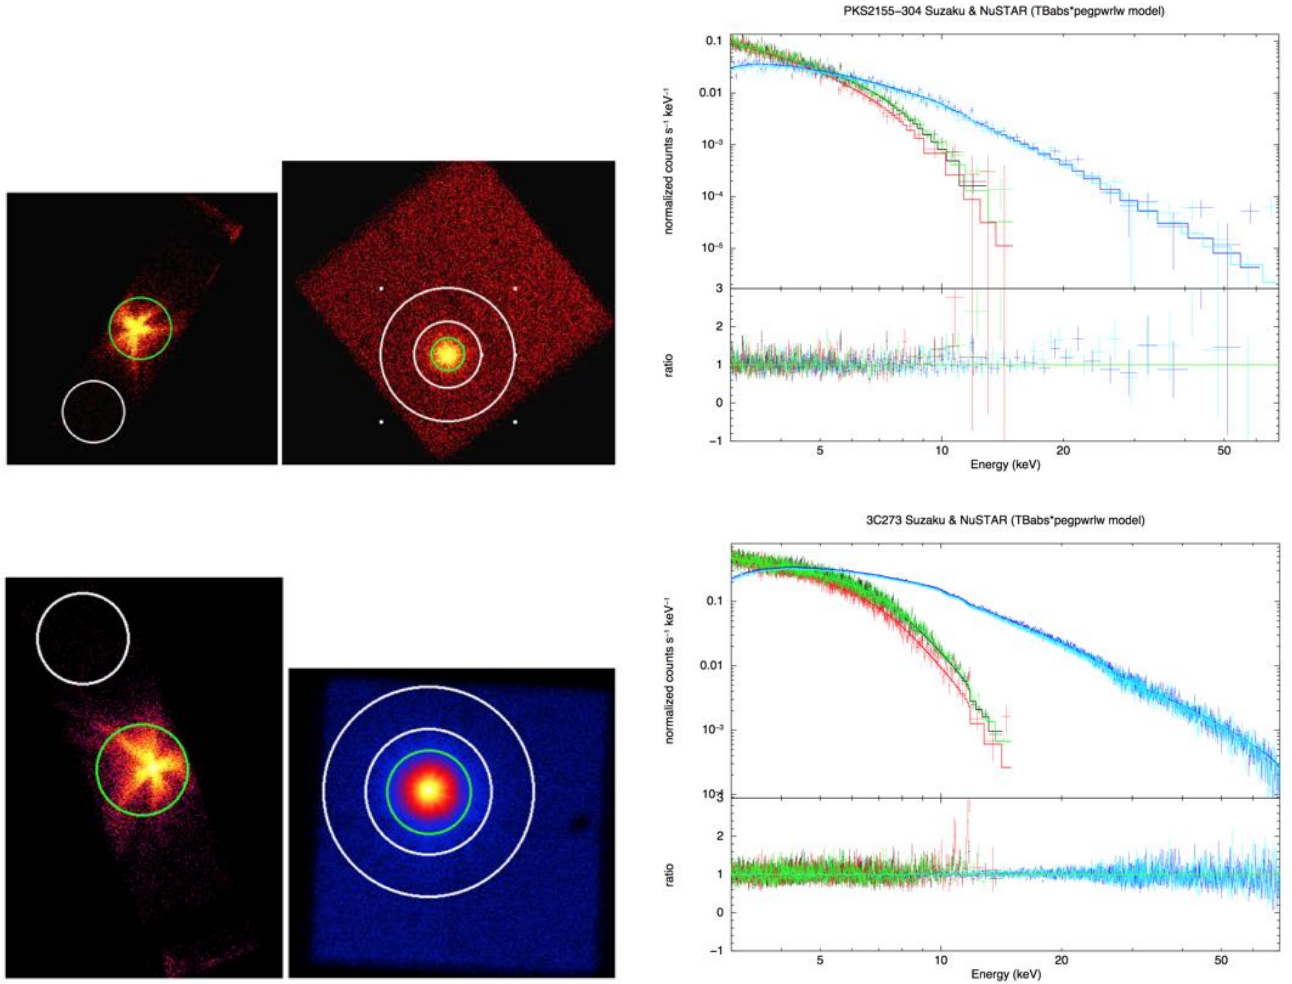 PKS2155−304 Suzaku & NuSTAR (TBabs*pegpwrlw model)
normalized counts s⁻¹ keV⁻¹
0.1
0.01
10⁻³
10⁻⁴
10⁻⁵
3
ratio
2
1
0
−1
5 10 20 50
Energy (keV)
3C273 Suzaku & NuSTAR (TBabs*pegpwrlw model)
normalized counts s⁻¹ keV⁻¹
0.1
0.01
10⁻³
10⁻⁴
3
ratio
2
1
0
−1
5 10 20 50
Energy (keV)